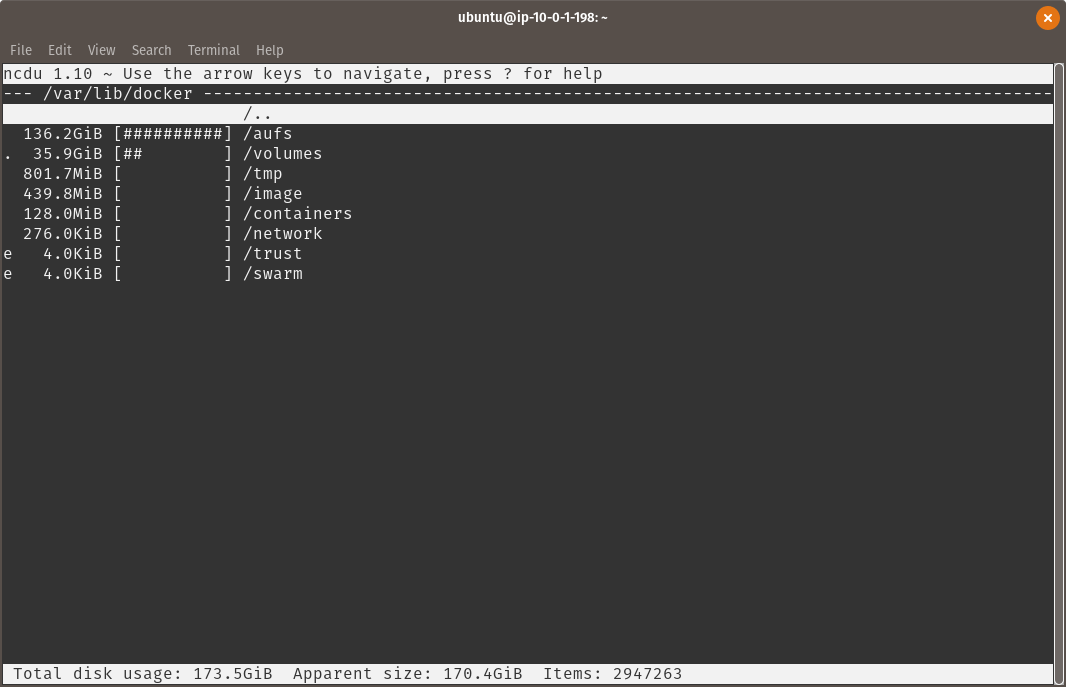 ubuntu@ip-10-0-1-198: ~
File Edit View Search Terminal Help
ncdu 1.10 ~ Use the arrow keys to navigate, press ? for help
--- /var/lib/docker -------------------------------------------------------------------------------------
                        /..
  136.2GiB [##########] /aufs
.  35.9GiB [##        ] /volumes
  801.7MiB [          ] /tmp
  439.8MiB [          ] /image
  128.0MiB [          ] /containers
  276.0KiB [          ] /network
e   4.0KiB [          ] /trust
e   4.0KiB [          ] /swarm
Total disk usage: 173.5GiB  Apparent size: 170.4GiB  Items: 2947263